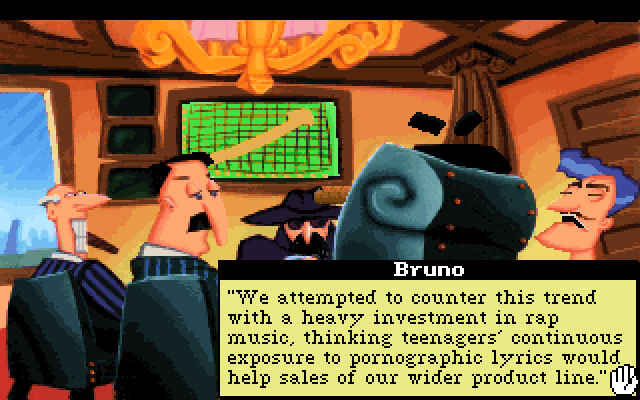 Bruno
"We attempted to counter this trend
with a heavy investment in rap
music, thinking teenagers' continuous
exposure to pornographic lyrics would
help sales of our wider product line."